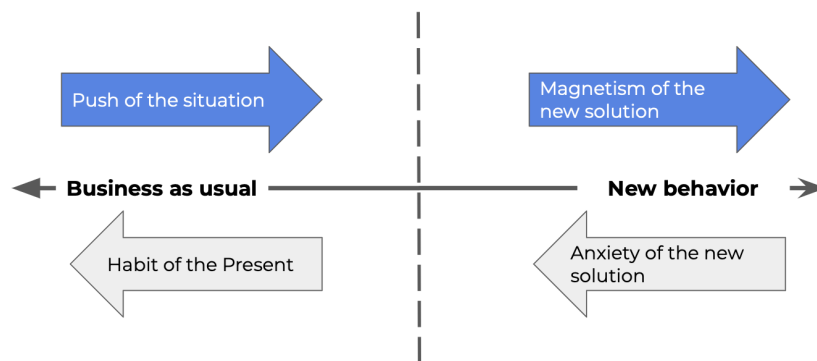 Push of the situation
Magnetism of the
new solution
Business as usual
New behavior
Habit of the Present
Anxiety of the new
solution